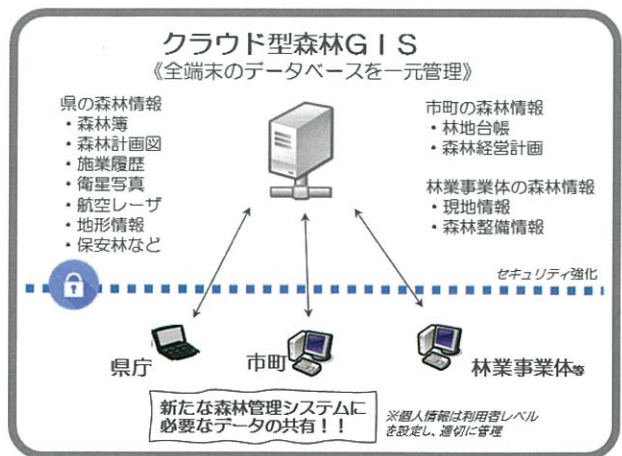 クラウド型森林GIS
《全端末のデータベースを一元管理》
県の森林情報
・森林簿
・森林計画図
・施業履歴
・衛星写真
・航空レーザ
・地形情報
・保安林など
市町の森林情報
・林地台帳
・森林経営計画
林業事業体の森林情報
・現地情報
・森林整備情報
セキュリティ強化
県庁
市町
林業事業体等
新たな森林管理システムに
必要なデータの共有！！
※個人情報は利用者レベル
を設定し、適切に管理